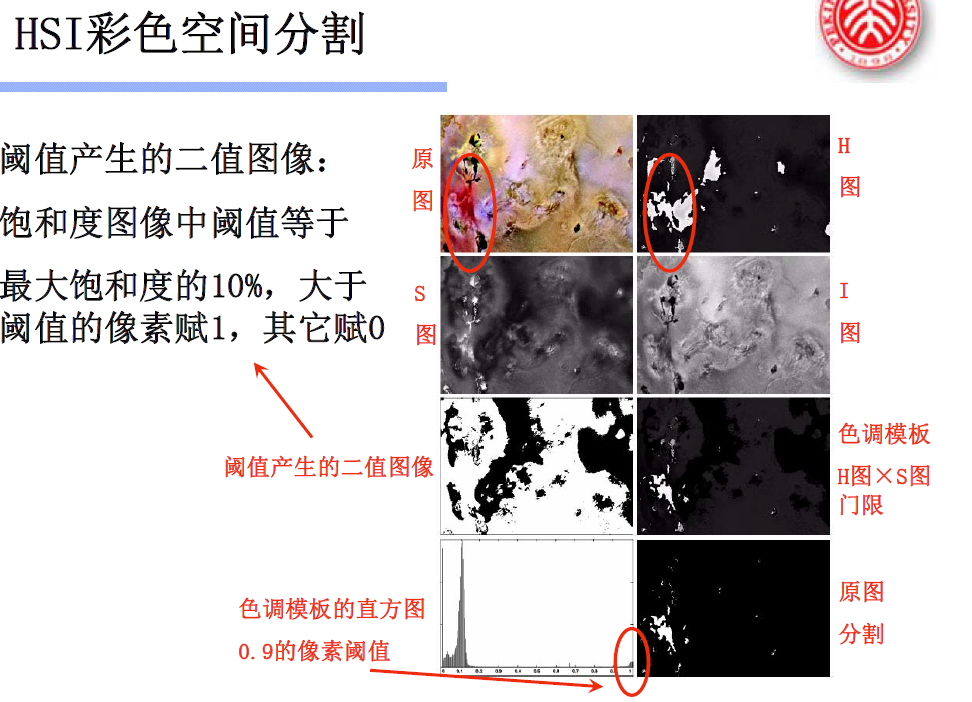 HSI彩色空间分割
阈值产生的二值图像：
饱和度图像中阈值等于
最大饱和度的10%，大于
阈值的像素赋1，其它赋0
原
图
H
图
S
图
I
图
阈值产生的二值图像
色调模板
H图×S图
门限
色调模板的直方图
0.9的像素阈值
原图
分割